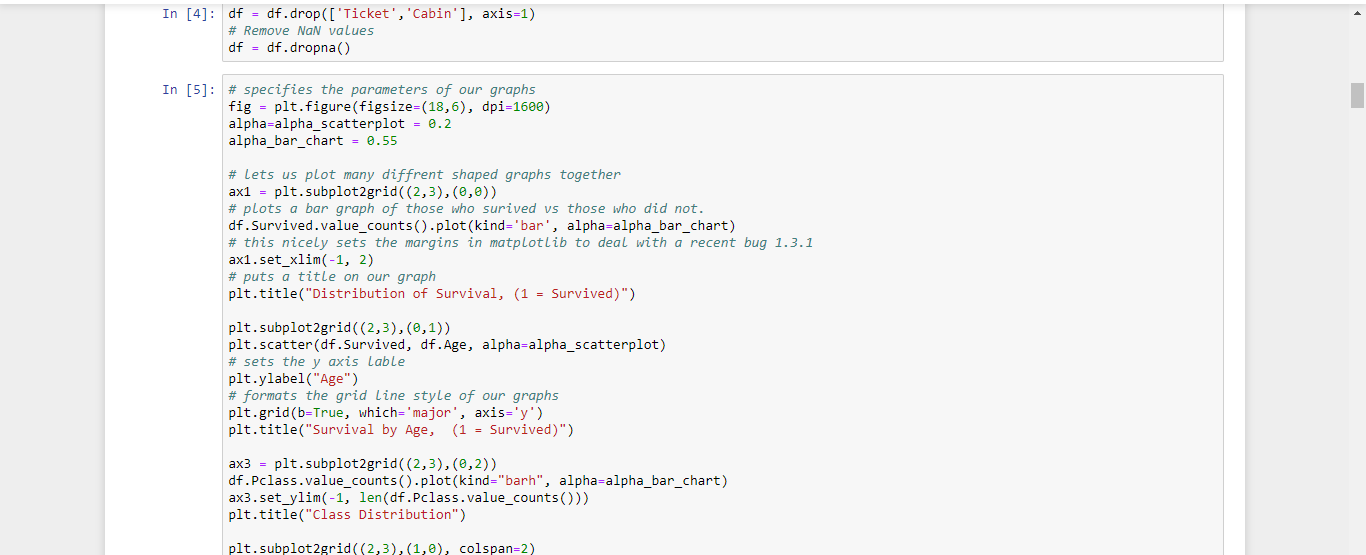 In [4]: df = df.drop(['Ticket','Cabin'], axis=1)
# Remove NaN values
df = df.dropna()
In [5]: # specifies the parameters of our graphs
fig = plt.figure(figsize=(18,6), dpi=1600)
alpha=alpha_scatterplot = 0.2
alpha_bar_chart = 0.55
# lets us plot many diffrent shaped graphs together
ax1 = plt.subplot2grid((2,3),(0,0))
# plots a bar graph of those who surived vs those who did not.
df.Survived.value_counts().plot(kind='bar', alpha=alpha_bar_chart)
# this nicely sets the margins in matplotlib to deal with a recent bug 1.3.1
ax1.set_xlim(-1, 2)
# puts a title on our graph
plt.title("Distribution of Survival, (1 = Survived)")
plt.subplot2grid((2,3),(0,1))
plt.scatter(df.Survived, df.Age, alpha=alpha_scatterplot)
# sets the y axis lable
plt.ylabel("Age")
# formats the grid line style of our graphs
plt.grid(b=True, which='major', axis='y')
plt.title("Survival by Age,  (1 = Survived)")
ax3 = plt.subplot2grid((2,3),(0,2))
df.Pclass.value_counts().plot(kind="barh", alpha=alpha_bar_chart)
ax3.set_ylim(-1, len(df.Pclass.value_counts()))
plt.title("Class Distribution")
plt.subplot2grid((2,3),(1,0), colspan=2)